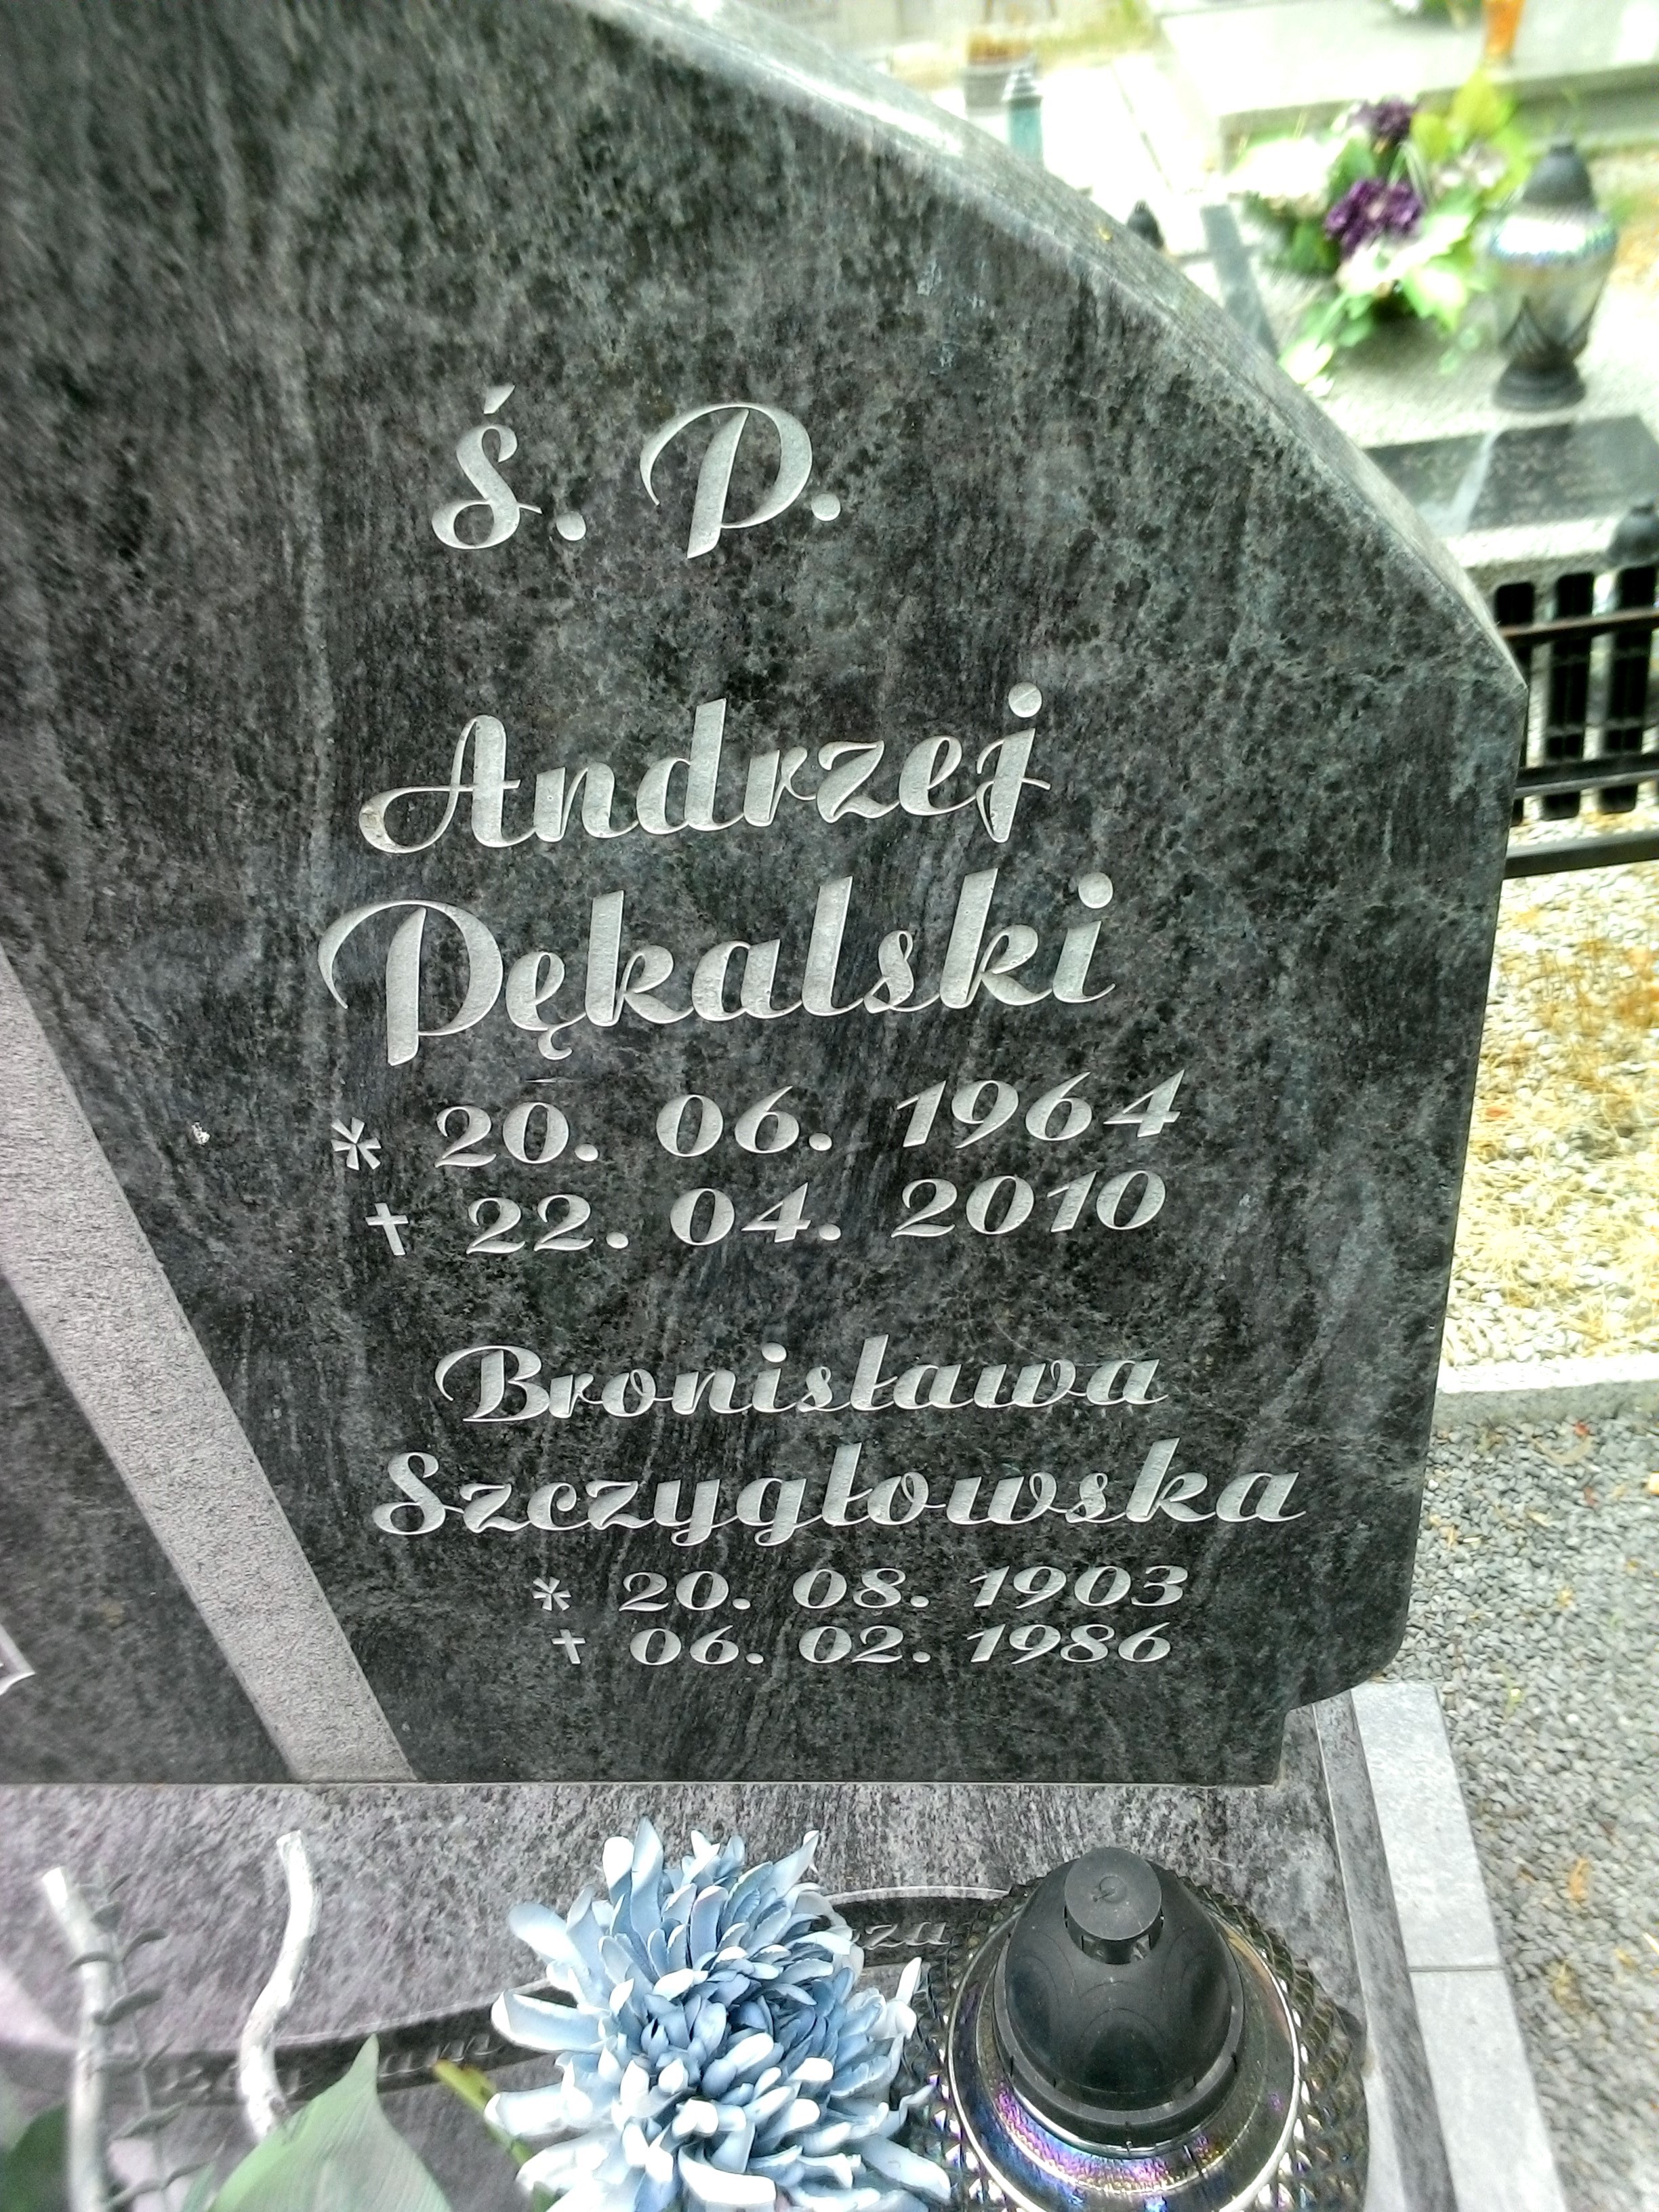 Ś. P.
Andrzej
Pękalski
* 20. 06. 1964
† 22. 04. 2010
Bronisława
Szczygłowska
* 20. 08. 1903
† 06. 02. 1986